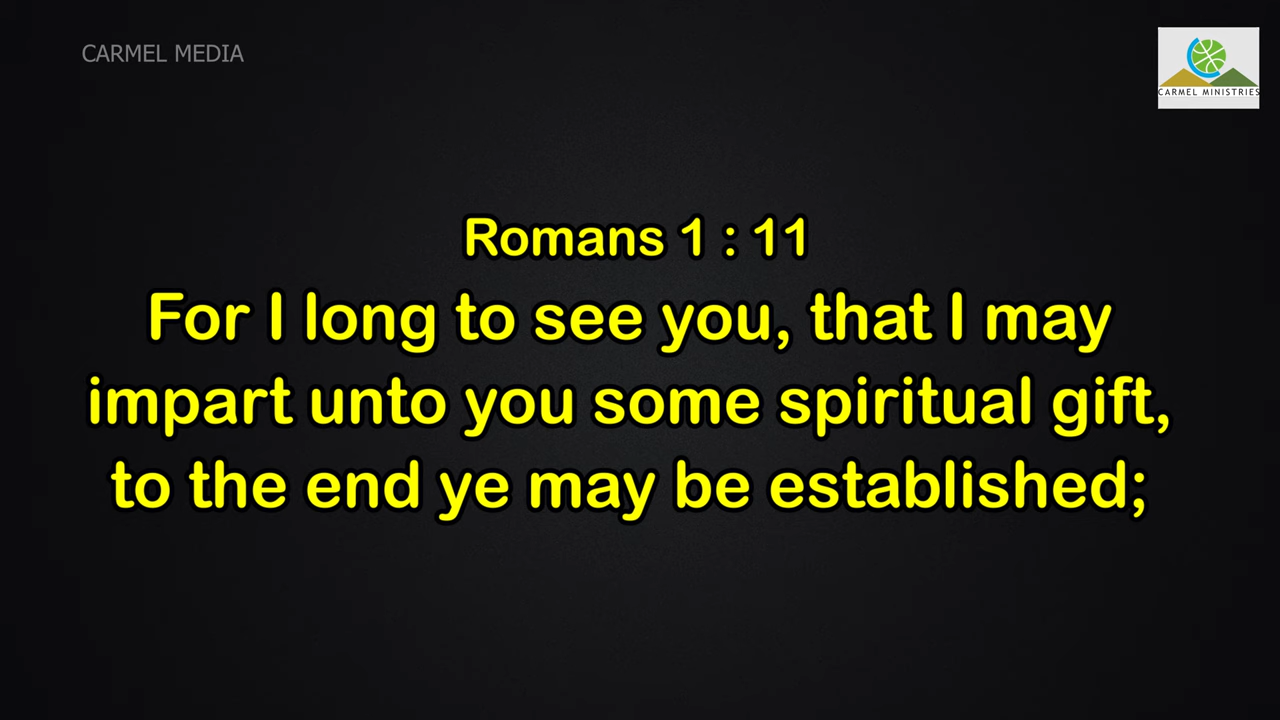 CARMEL MEDIA
CARMEL MINISTRIES
Romans 1 : 11
For I long to see you, that I may
impart unto you some spiritual gift,
to the end ye may be established;